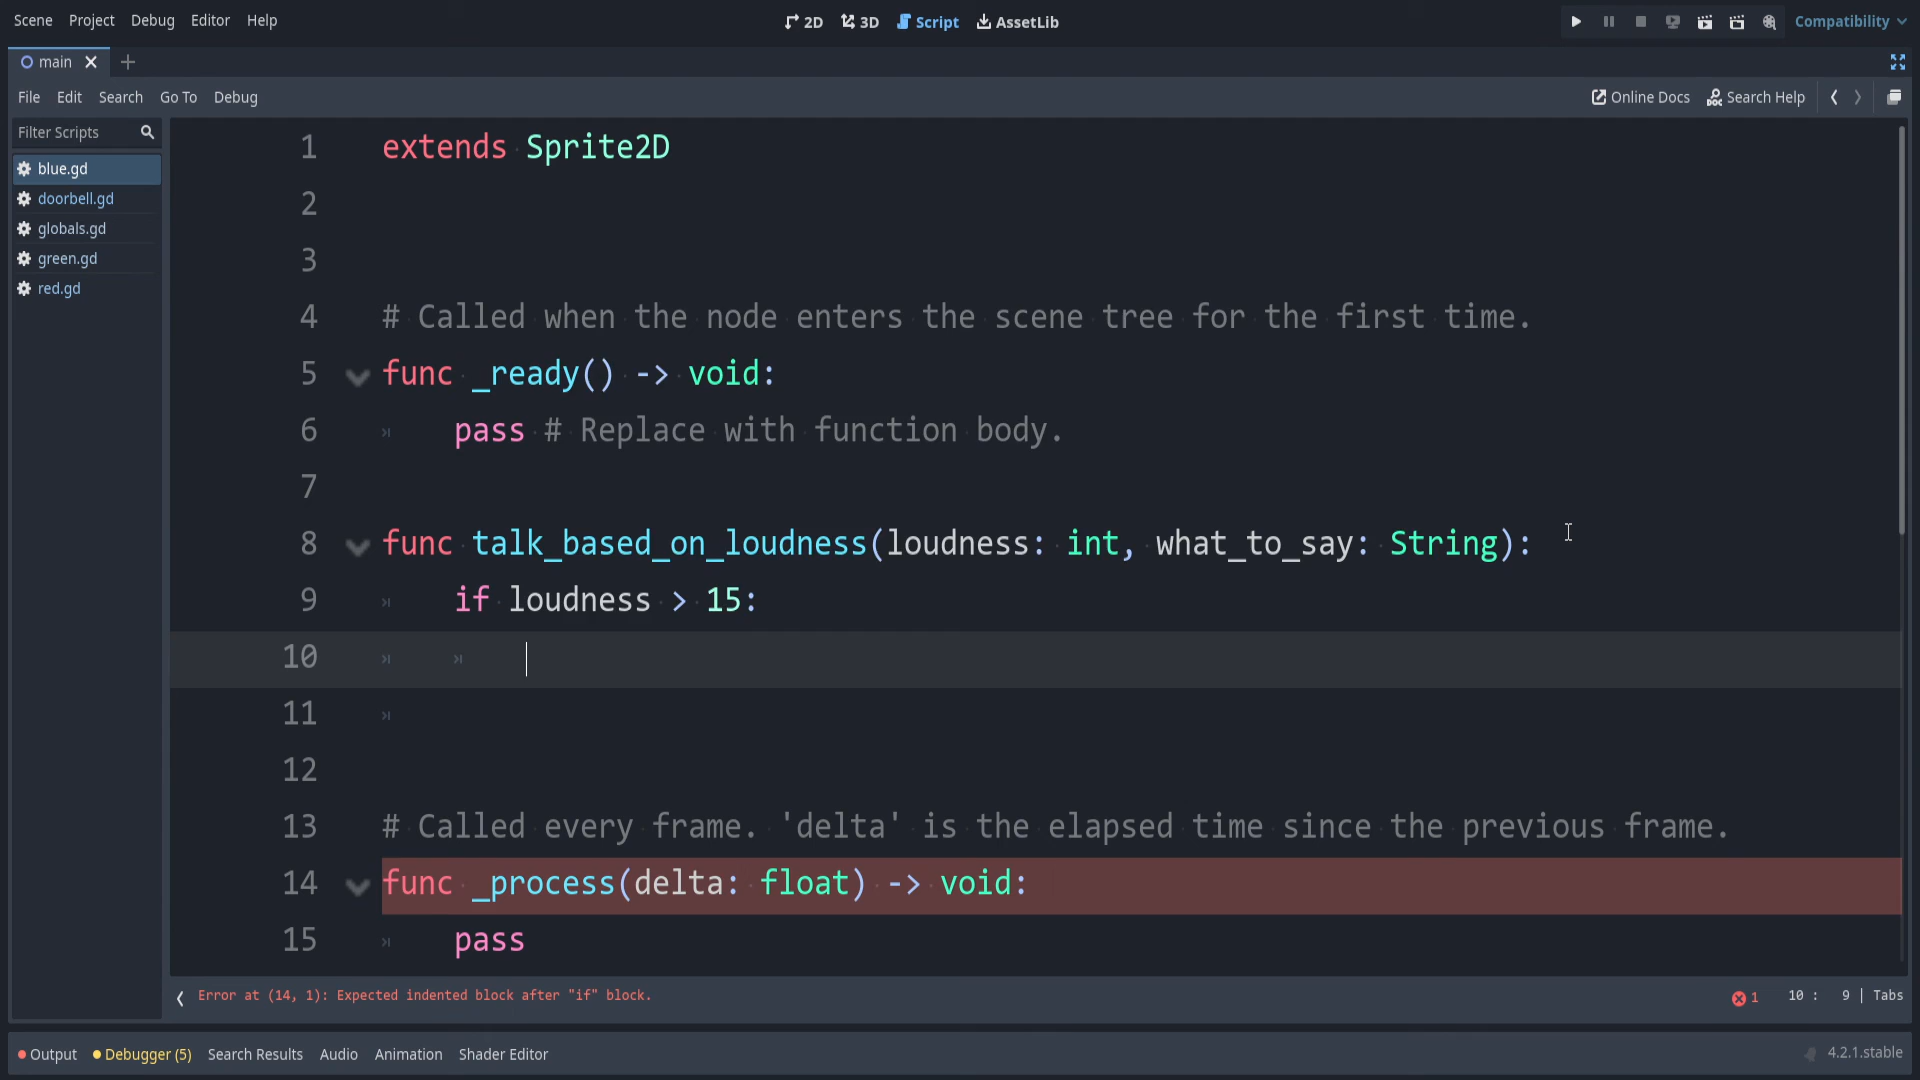 Scene Project Debug Editor Help 2D 3D Script AssetLib Compatibility
main
File Edit Search Go To Debug Online Docs Search Help
Filter Scripts
blue.gd
doorbell.gd
globals.gd
green.gd
red.gd
1 extends Sprite2D
2
3
4 # Called when the node enters the scene tree for the first time.
5 func _ready() -> void:
6 pass # Replace with function body.
7
8 func talk_based_on_loudness(loudness: int, what_to_say: String):
9 if loudness > 15:
10
11
12
13 # Called every frame. 'delta' is the elapsed time since the previous frame.
14 func _process(delta: float) -> void:
15 pass
Error at (14, 1): Expected indented block after "if" block. 1 10 : 9 | Tabs
Output Debugger (5) Search Results Audio Animation Shader Editor 4.2.1.stable